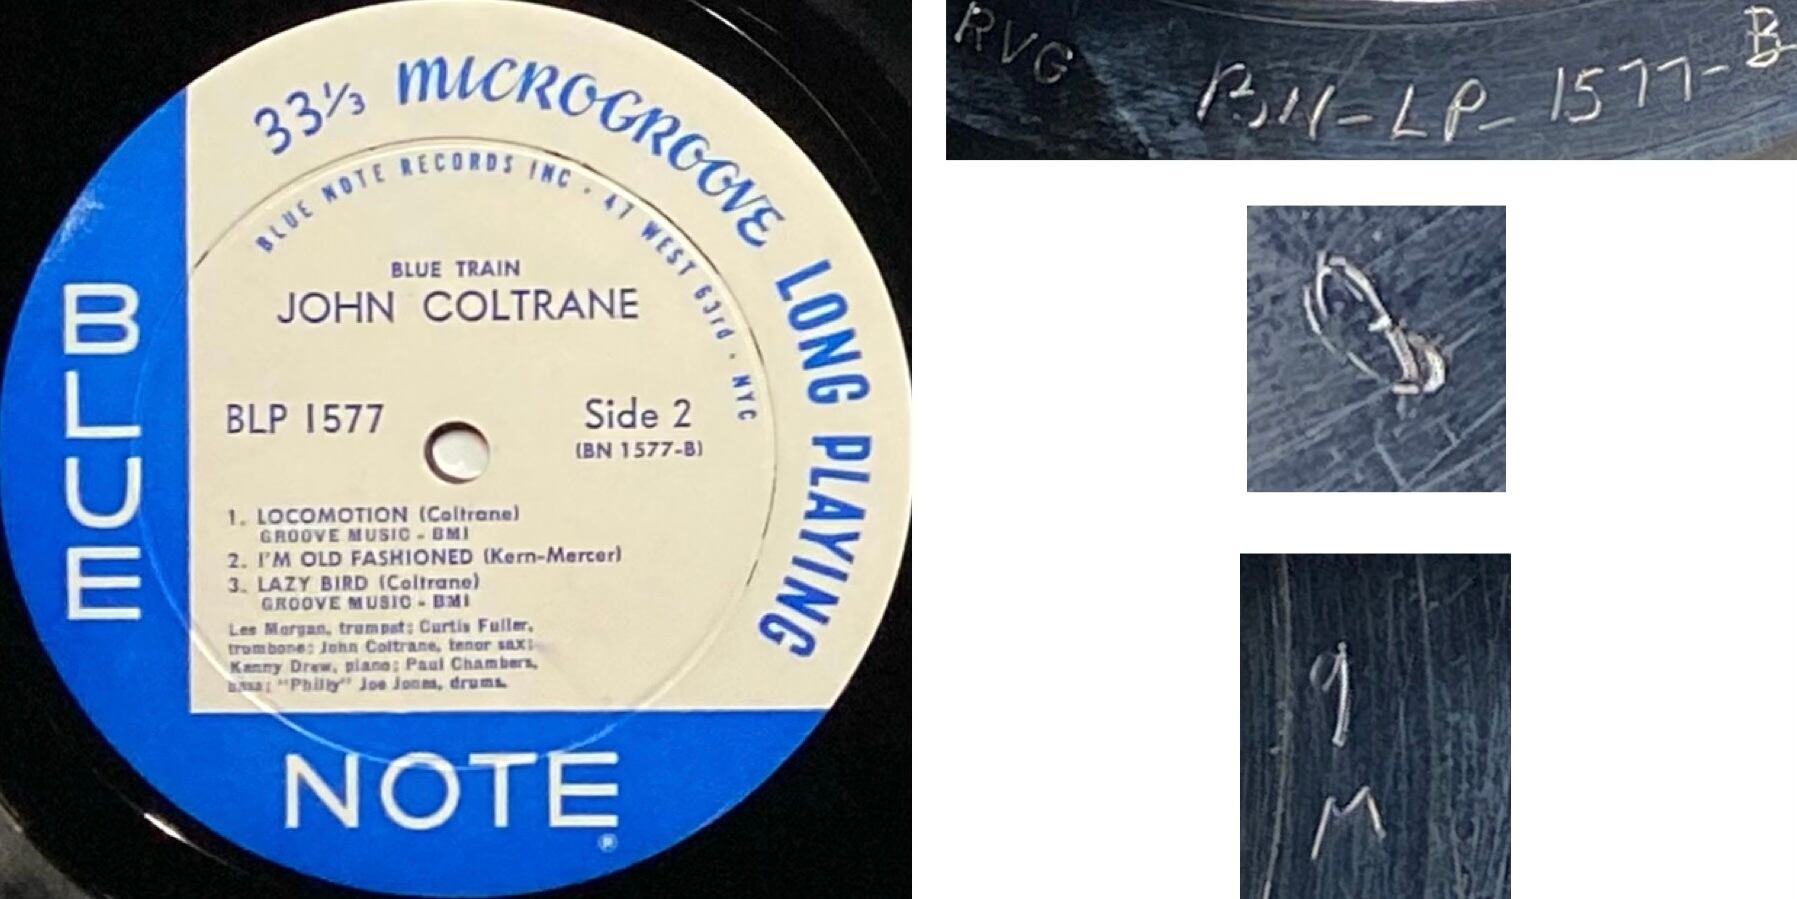 33⅓ MICROGROOVE LONG PLAYING
BLUE NOTE RECORDS INC · 47 WEST 63rd · NYC
BLUE TRAIN
JOHN COLTRANE
BLP 1577
Side 2
(BN 1577-B)
1. LOCOMOTION (Coltrane)
GROOVE MUSIC - BMI
2. I'M OLD FASHIONED (Kern-Mercer)
3. LAZY BIRD (Coltrane)
GROOVE MUSIC - BMI
Lee Morgan, trumpet; Curtis Fuller,
trombone; John Coltrane, tenor sax;
Kenny Drew, piano; Paul Chambers,
bass; "Philly" Joe Jones, drums.
BLUE
NOTE
®
RVG
BN-LP-1577-B
9
M